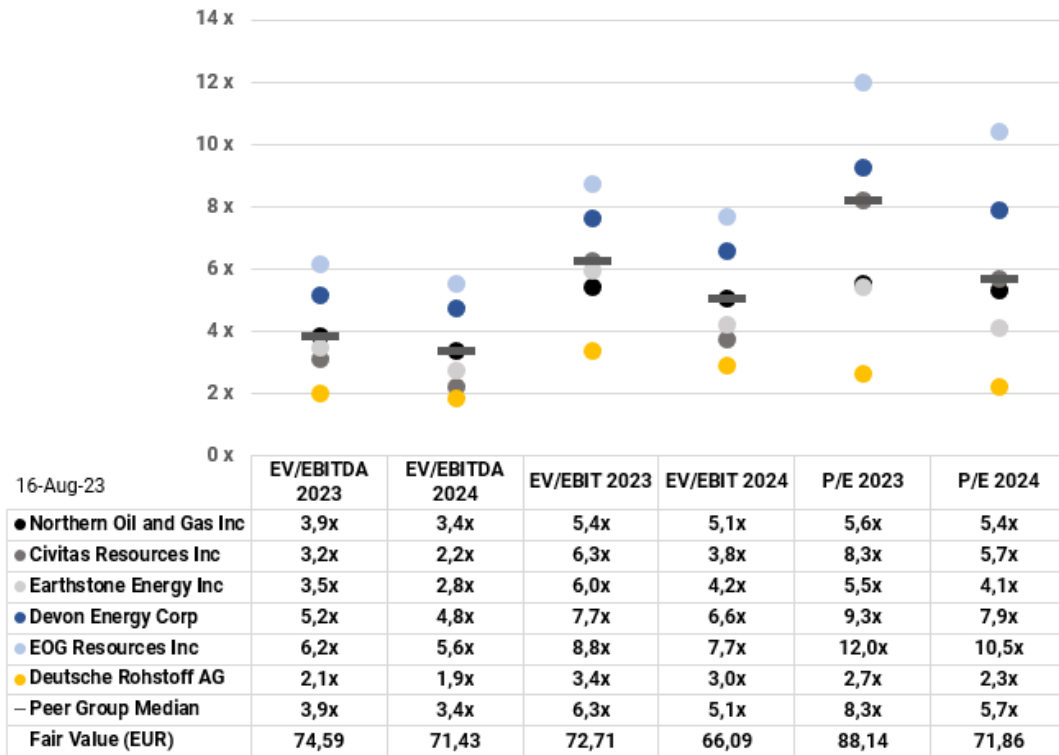 14 x
12 x
10 x
8 x
6 x
4 x
2 x
0 x
16-Aug-23 EV/EBITDA 2023 EV/EBITDA 2024 EV/EBIT 2023 EV/EBIT 2024 P/E 2023 P/E 2024
Northern Oil and Gas Inc 3,9x 3,4x 5,4x 5,1x 5,6x 5,4x
Civitas Resources Inc 3,2x 2,2x 6,3x 3,8x 8,3x 5,7x
Earthstone Energy Inc 3,5x 2,8x 6,0x 4,2x 5,5x 4,1x
Devon Energy Corp 5,2x 4,8x 7,7x 6,6x 9,3x 7,9x
EOG Resources Inc 6,2x 5,6x 8,8x 7,7x 12,0x 10,5x
Deutsche Rohstoff AG 2,1x 1,9x 3,4x 3,0x 2,7x 2,3x
Peer Group Median 3,9x 3,4x 6,3x 5,1x 8,3x 5,7x
Fair Value (EUR) 74,59 71,43 72,71 66,09 88,14 71,86